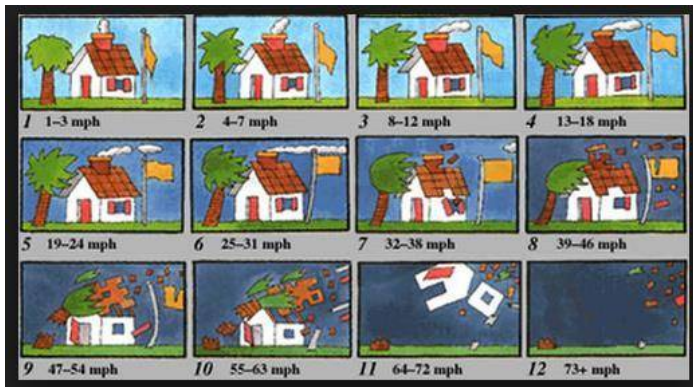 1 1–3 mph
2 4–7 mph
3 8–12 mph
4 13–18 mph
5 19–24 mph
6 25–31 mph
7 32–38 mph
8 39–46 mph
9 47–54 mph
10 55–63 mph
11 64–72 mph
12 73+ mph